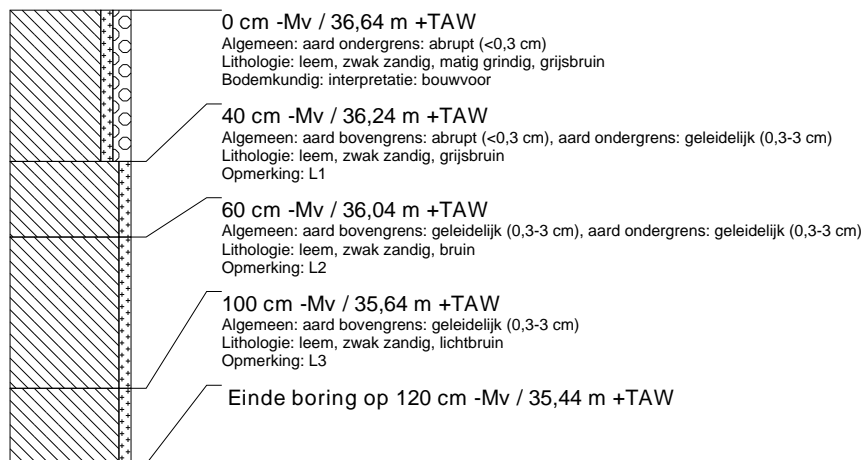 0 cm -Mv / 36,64 m +TAW
Algemeen: aard ondergrens: abrupt (<0,3 cm)
Lithologie: leem, zwak zandig, matig grindig, grijsbruin
Bodemkundig: interpretatie: bouwvoor
40 cm -Mv / 36,24 m +TAW
Algemeen: aard bovengrens: abrupt (<0,3 cm), aard ondergrens: geleidelijk (0,3-3 cm)
Lithologie: leem, zwak zandig, grijsbruin
Opmerking: L1
60 cm -Mv / 36,04 m +TAW
Algemeen: aard bovengrens: geleidelijk (0,3-3 cm), aard ondergrens: geleidelijk (0,3-3 cm)
Lithologie: leem, zwak zandig, bruin
Opmerking: L2
100 cm -Mv / 35,64 m +TAW
Algemeen: aard bovengrens: geleidelijk (0,3-3 cm)
Lithologie: leem, zwak zandig, lichtbruin
Opmerking: L3
Einde boring op 120 cm -Mv / 35,44 m +TAW